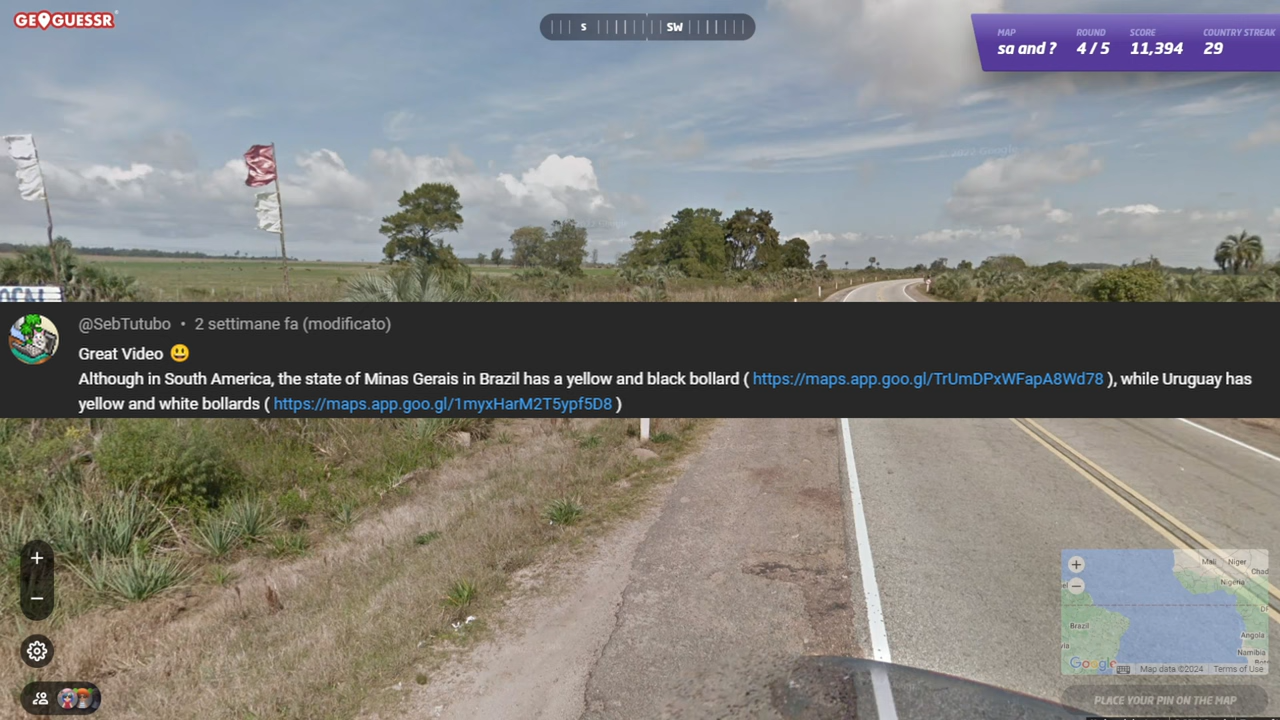 GEOGUESSR
S
SW
MAP
ROUND
SCORE
COUNTRY STREAK
sa and ?
4 / 5
11,394
29
OCAL
@SebTutubo • 2 settimane fa (modificato)
Great Video 😃
Although in South America, the state of Minas Gerais in Brazil has a yellow and black bollard ( https://maps.app.goo.gl/TrUmDPxWFapA8Wd78 ), while Uruguay has
yellow and white bollards ( https://maps.app.goo.gl/1myxHarM2T5ypf5D8 )
+
−
+
−
Mali
Niger
Chad
Nigeria
Brazil
Angola
Namibia
Google
Map data ©2024
Terms of Use
PLACE YOUR PIN ON THE MAP